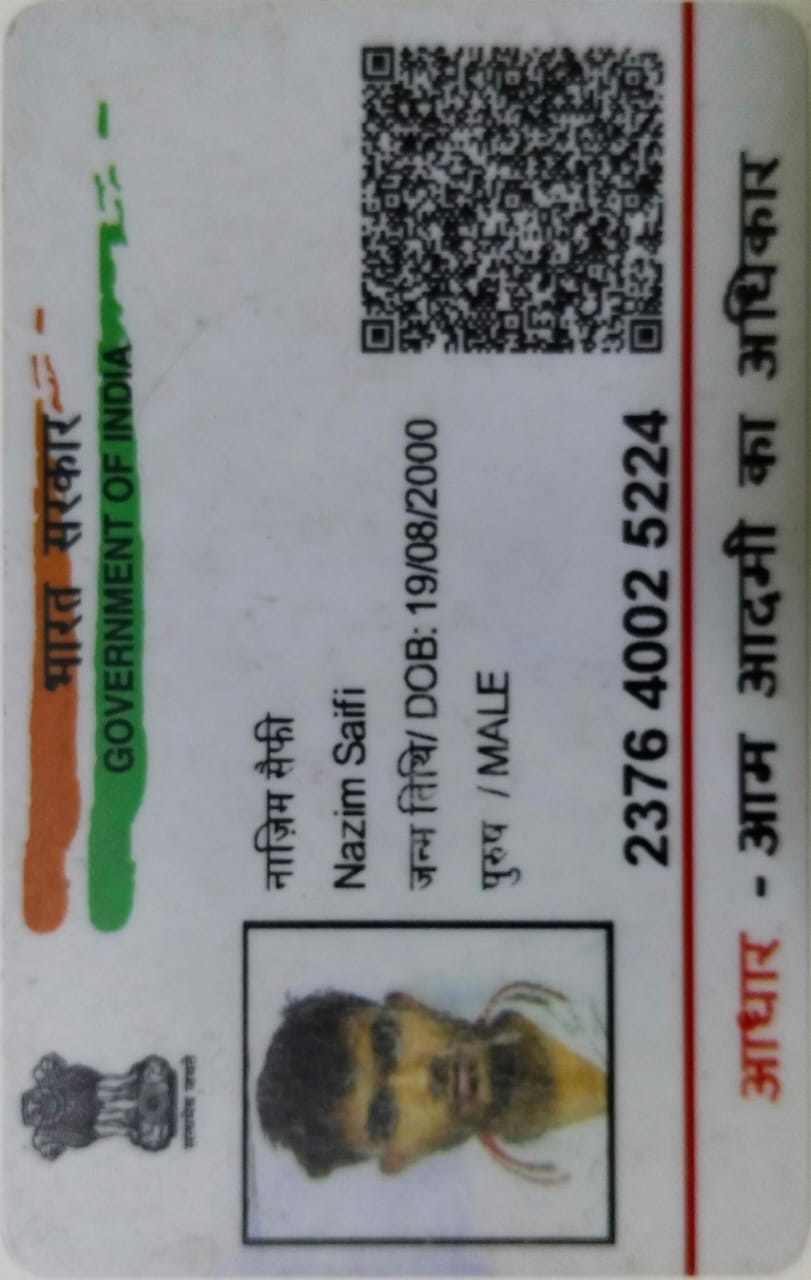 भारत सरकार
GOVERNMENT OF INDIA
सत्यमेव जयते
नाज़िम सैफी
Nazim Saifi
जन्म तिथि/ DOB: 19/08/2000
पुरुष / MALE
2376 4002 5224
आधार - आम आदमी का अधिकार